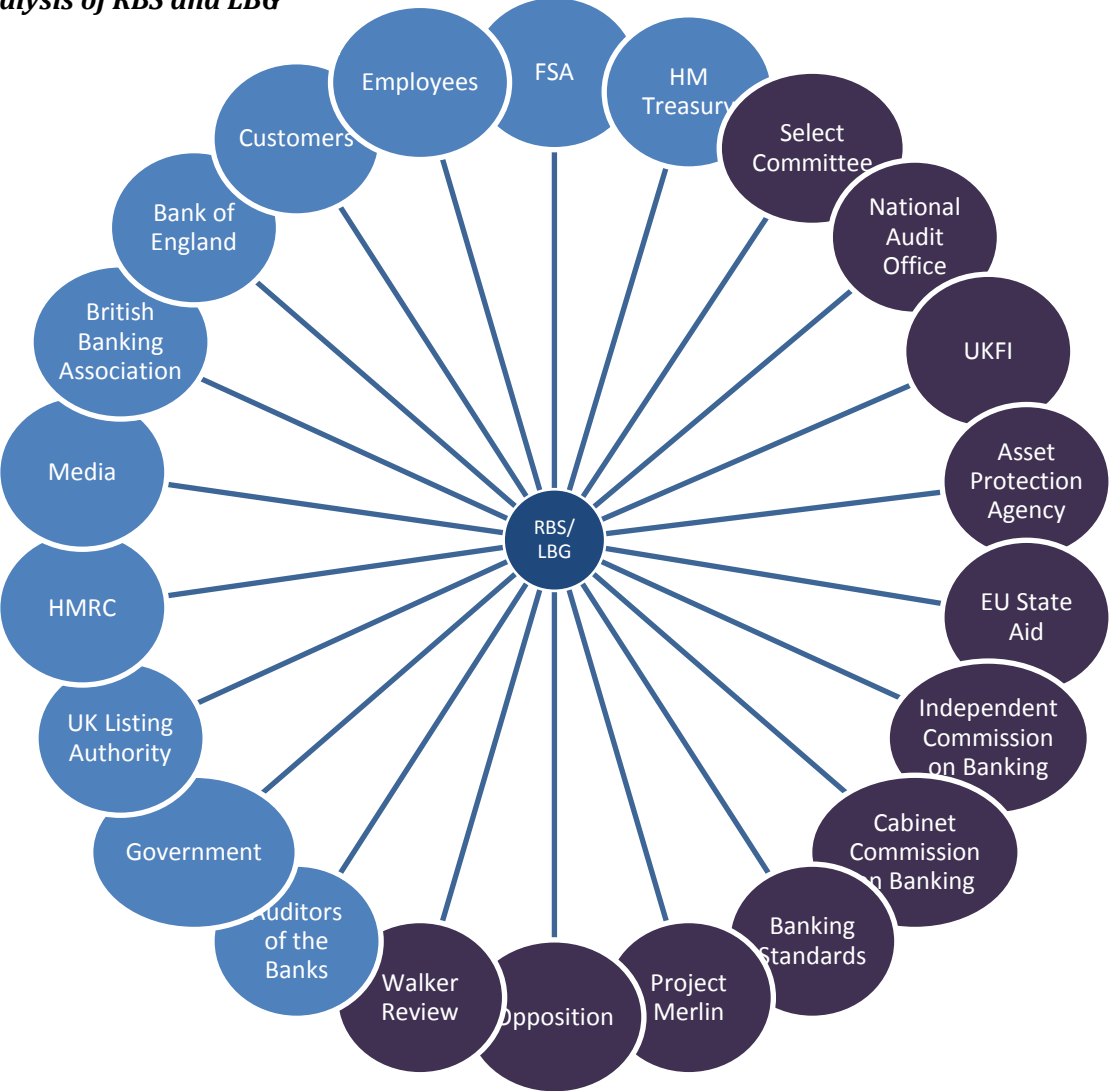 alysis of RBS and LBG
FSA
HM
Treasury
Select
Committee
National
Audit
Office
UKFI
Asset
Protection
Agency
EU State
Aid
Independent
Commission
on Banking
Cabinet
Commission
on Banking
Banking
Standards
Project
Merlin
Opposition
Walker
Review
Auditors
of the
Banks
Government
UK Listing
Authority
HMRC
Media
British
Banking
Association
Bank of
England
Customers
Employees
RBS/
LBG